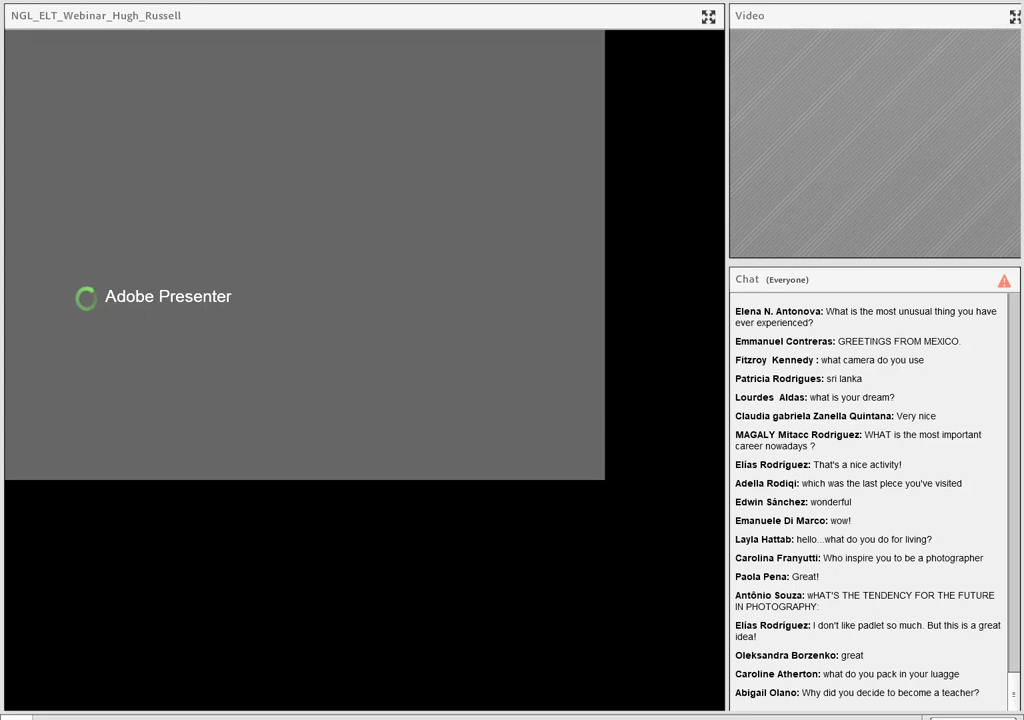 NGL_ELT_Webinar_Hugh_Russell
Video
Adobe Presenter
Chat (Everyone)
Elena N. Antonova: What is the most unusual thing you have
ever experienced?
Emmanuel Contreras: GREETINGS FROM MEXICO.
Fitzroy Kennedy : what camera do you use
Patricia Rodrigues: sri lanka
Lourdes Aldas: what is your dream?
Claudia gabriela Zanella Quintana: Very nice
MAGALY Mitacc Rodriguez: WHAT is the most important
career nowadays ?
Elías Rodríguez: That's a nice activity!
Adella Rodiqi: which was the last plece you've visited
Edwin Sánchez: wonderful
Emanuele Di Marco: wow!
Layla Hattab: hello...what do you do for living?
Carolina Franyutti: Who inspire you to be a photographer
Paola Pena: Great!
Antônio Souza: wHAT'S THE TENDENCY FOR THE FUTURE
IN PHOTOGRAPHY:
Elías Rodríguez: I don't like padlet so much. But this is a great
idea!
Oleksandra Borzenko: great
Caroline Atherton: what do you pack in your luagge
Abigail Olano: Why did you decide to become a teacher?